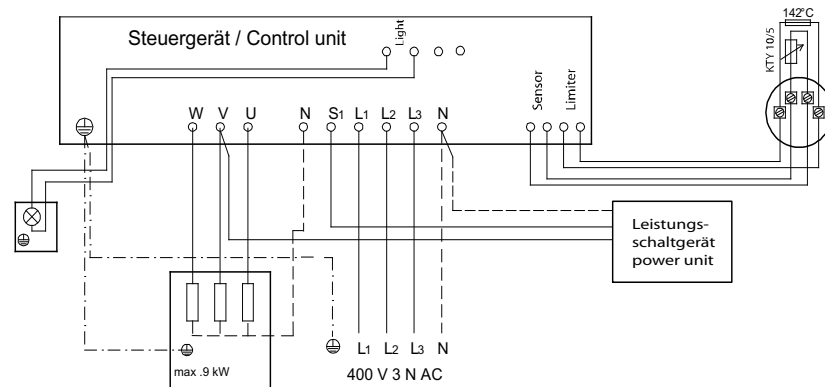 Steuergerät / Control unit
Light
142°C
KTY 10/5
W V U N S1 L1 L2 L3 N
Sensor
Limiter
Leistungs-
schaltgerät
power unit
max .9 kW
L1 L2 L3 N
400 V 3 N AC